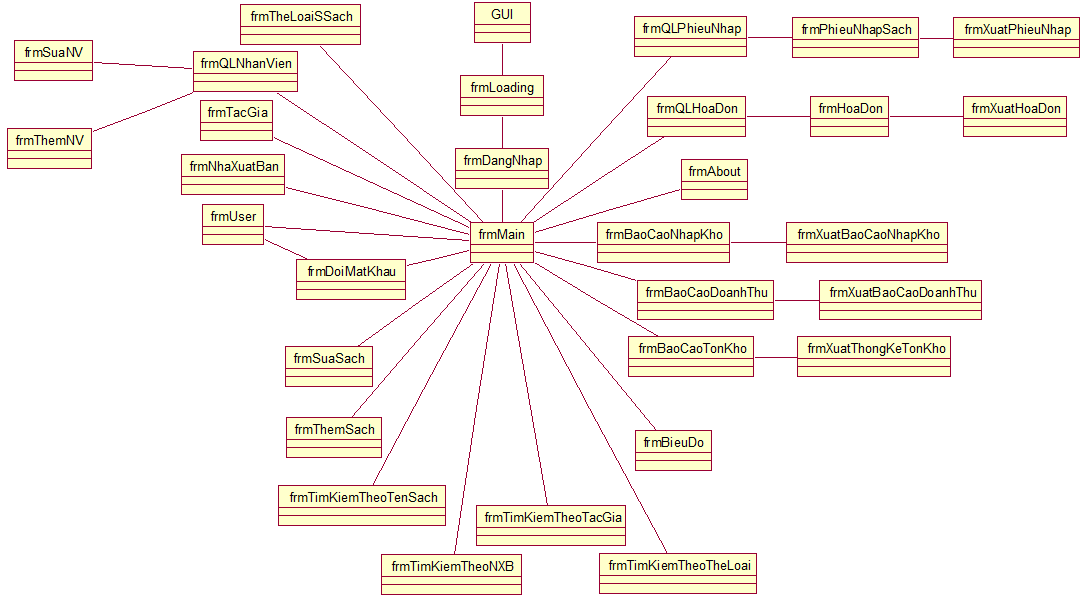 frmTheLoaiSSach
GUI
frmQLPhieuNhap
frmPhieuNhapSach
frmXuatPhieuNhap
frmSuaNV
frmQLNhanVien
frmLoading
frmTacGia
frmQLHoaDon
frmHoaDon
frmXuatHoaDon
frmThemNV
frmNhaXuatBan
frmDangNhap
frmAbout
frmUser
frmMain
frmBaoCaoNhapKho
frmXuatBaoCaoNhapKho
frmDoiMatKhau
frmBaoCaoDoanhThu
frmXuatBaoCaoDoanhThu
frmSuaSach
frmBaoCaoTonKho
frmXuatThongKeTonKho
frmThemSach
frmBieuDo
frmTimKiemTheoTenSach
frmTimKiemTheoTacGia
frmTimKiemTheoNXB
frmTimKiemTheoTheLoai